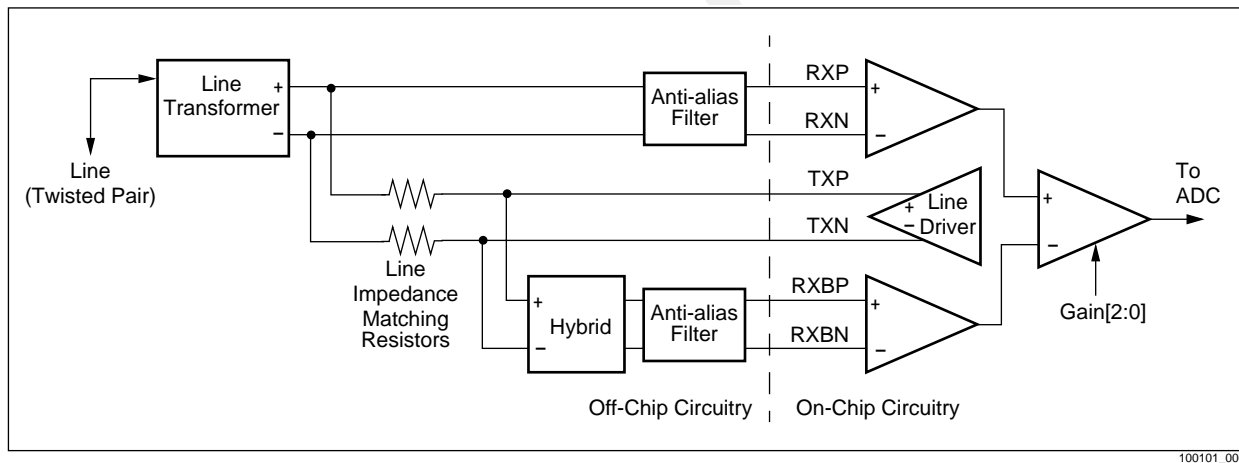 Line
Transformer
+
−
Line
(Twisted Pair)
Anti-alias
Filter
RXP
RXN
+
−
TXP
TXN
+
−
Line
Driver
+
−
To
ADC
Gain[2:0]
Line
Impedance
Matching
Resistors
+
−
Hybrid
Anti-alias
Filter
RXBP
RXBN
+
−
Off-Chip Circuitry
On-Chip Circuitry